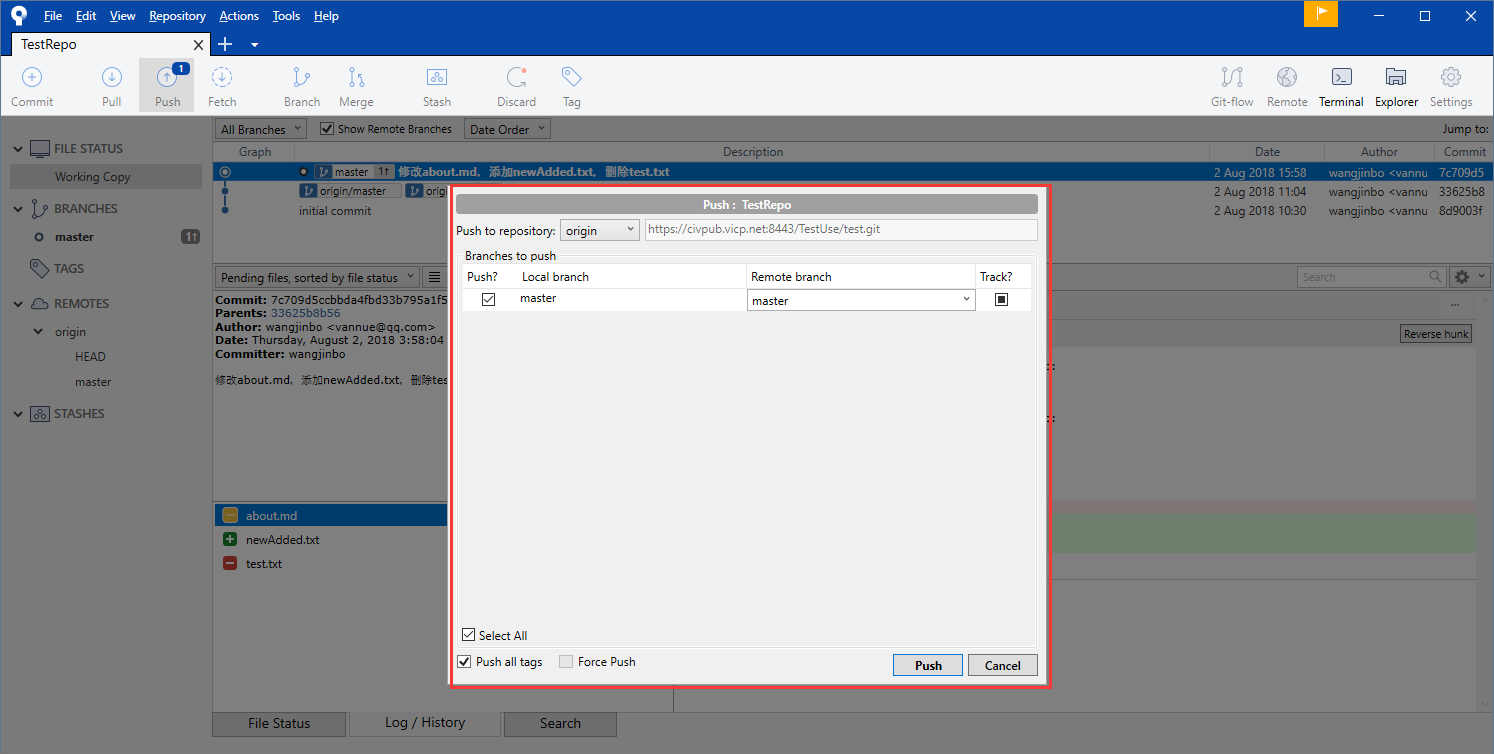 File Edit View Repository Actions Tools Help
TestRepo
1
Commit Pull Push Fetch Branch Merge Stash Discard Tag Git-flow Remote Terminal Explorer Settings
All Branches Show Remote Branches Date Order Jump to:
Graph Description Date Author Commit
master 1↑ 修改about.md，添加newAdded.txt，删除test.txt 2 Aug 2018 15:58 wangjinbo <vannu 7c709d5
origin/master 2 Aug 2018 11:04 wangjinbo <vannu 33625b8
initial commit 2 Aug 2018 10:30 wangjinbo <vannu 8d9003f
FILE STATUS
Working Copy
BRANCHES
master 1↑
TAGS
REMOTES
origin
HEAD
master
STASHES
Pending files, sorted by file status
Search
Commit: 7c709d5ccbbda4fbd33b795a1f5
Parents: 33625b8b56
Author: wangjinbo <vannue@qq.com>
Date: Thursday, August 2, 2018 3:58:04
Committer: wangjinbo
修改about.md，添加newAdded.txt，删除tes
Reverse hunk
about.md
newAdded.txt
test.txt
Push : TestRepo
Push to repository: origin https://civpub.vicp.net:8443/TestUse/test.git
Branches to push
Push? Local branch Remote branch Track?
master master
Select All
Push all tags Force Push Push Cancel
File Status Log / History Search